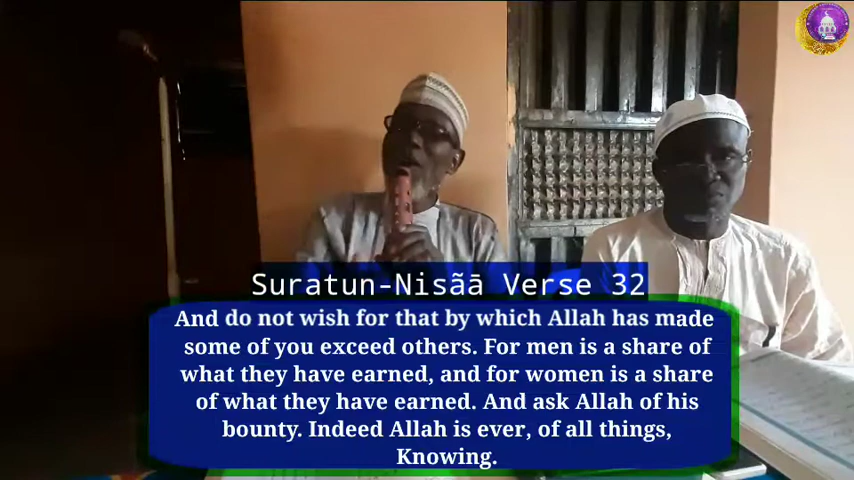 Suratun-Nisãā Verse 32
And do not wish for that by which Allah has made
some of you exceed others. For men is a share of
what they have earned, and for women is a share
of what they have earned. And ask Allah of his
bounty. Indeed Allah is ever, of all things,
Knowing.